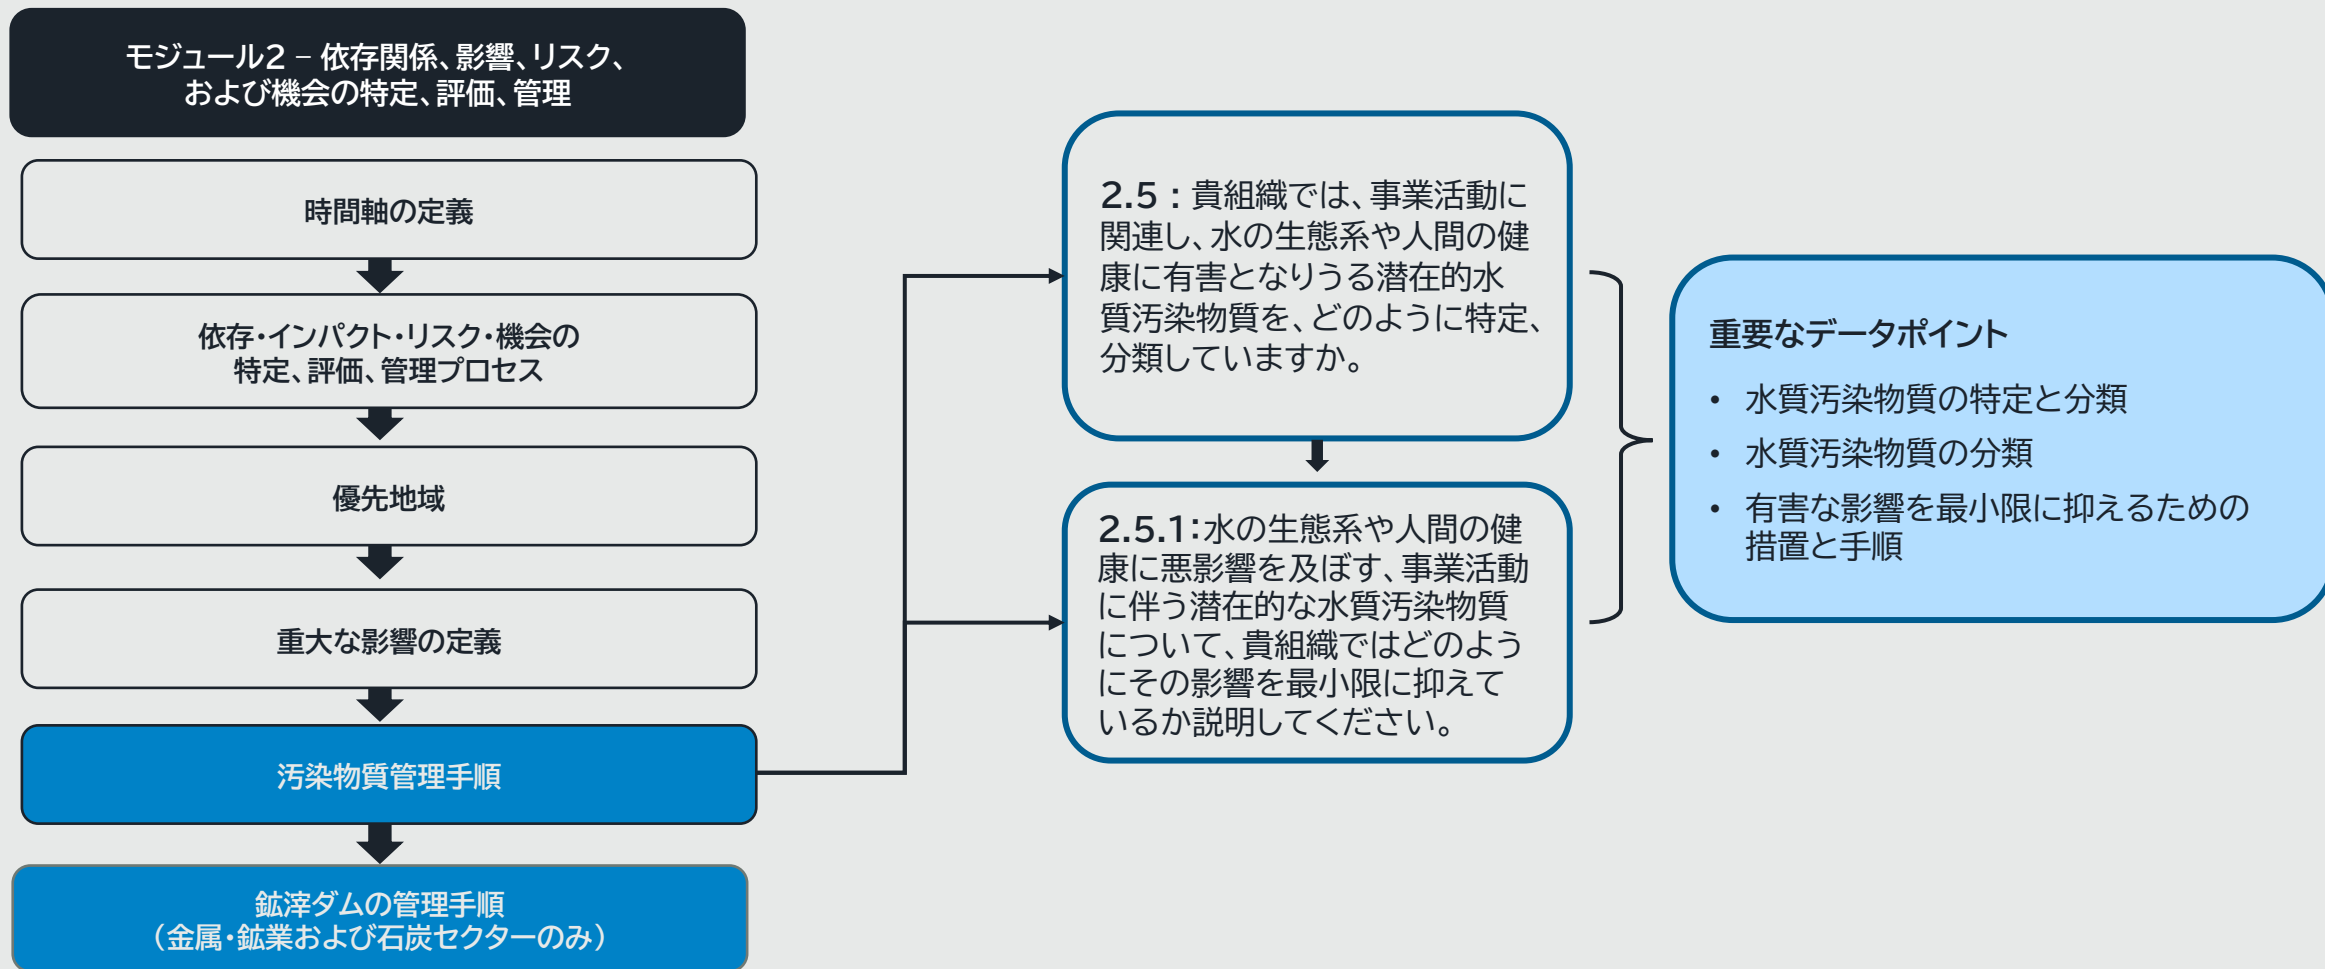 モジュール2 – 依存関係、影響、リスク、
および機会の特定、評価、管理
時間軸の定義
依存・インパクト・リスク・機会の
特定、評価、管理プロセス
優先地域
重大な影響の定義
汚染物質管理手順
鉱滓ダムの管理手順
（金属・鉱業および石炭セクターのみ）
2.5：貴組織では、事業活動に
関連し、水の生態系や人間の健
康に有害となりうる潜在的水
質汚染物質を、どのように特定、
分類していますか。
2.5.1：水の生態系や人間の健
康に悪影響を及ぼす、事業活動
に伴う潜在的な水質汚染物質
について、貴組織ではどのよう
にその影響を最小限に抑えて
いるか説明してください。
重要なデータポイント
• 水質汚染物質の特定と分類
• 水質汚染物質の分類
• 有害な影響を最小限に抑えるための
措置と手順